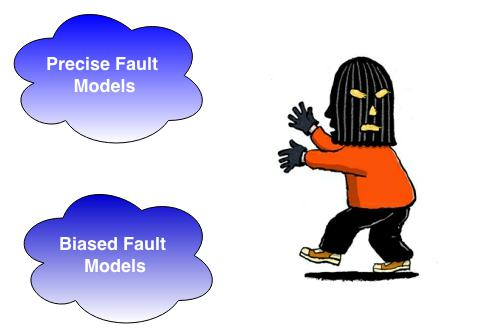 Precise Fault
Models
Biased Fault
Models